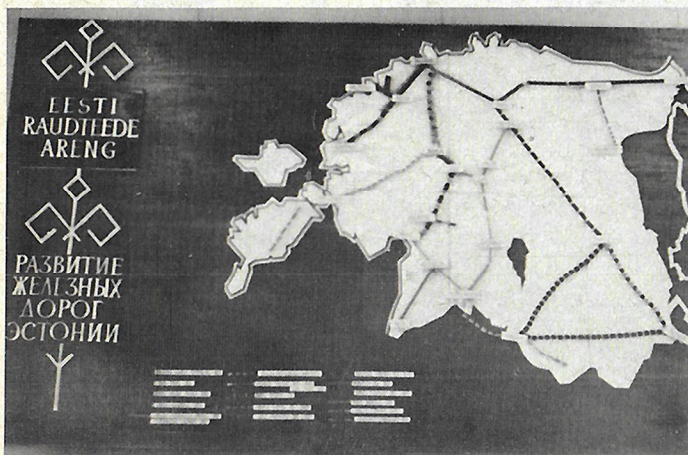 EESTI
RAUDTEEDE
ARENG
РАЗВИТИЕ
ЖЕЛЕЗНЫХ
ДОРОГ
ЭСТОНИИ